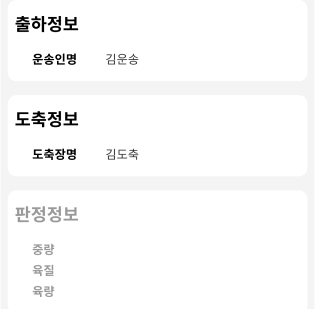 출하정보
운송인명 김운송
도축정보
도축장명 김도축
판정정보
중량
육질
육량